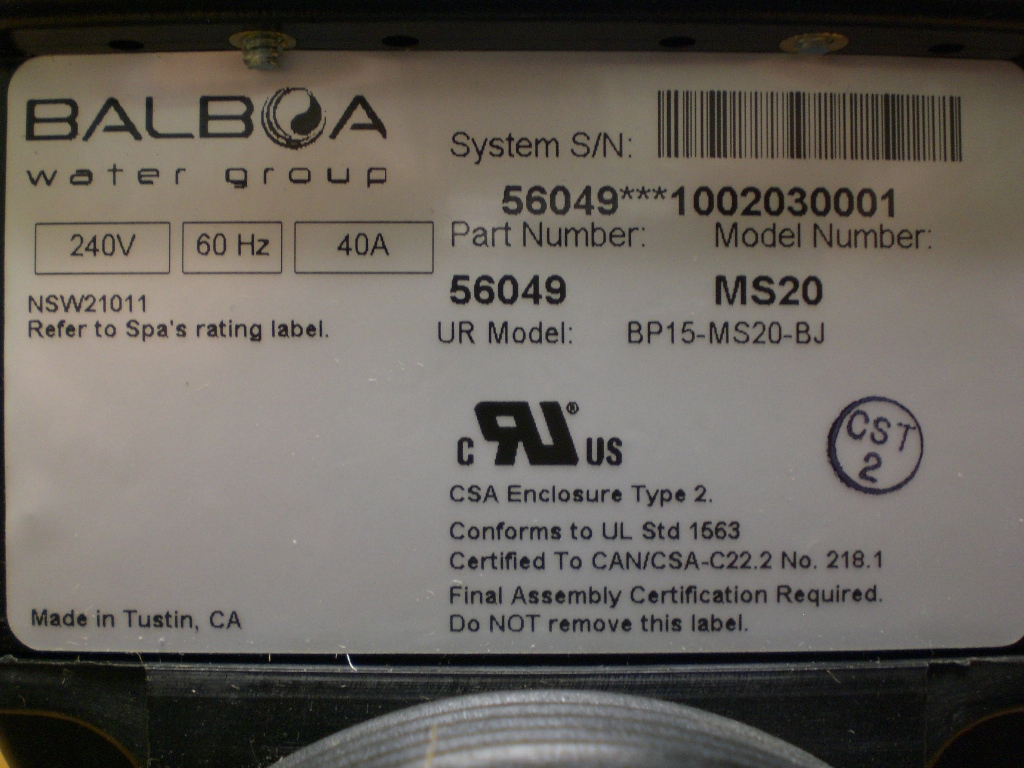 BALBOA
water group
System S/N:
56049***1002030001
240V 60 Hz 40A
Part Number: Model Number:
56049 MS20
NSW21011
Refer to Spa's rating label.
UR Model: BP15-MS20-BJ
C RU® US
CST
2
CSA Enclosure Type 2.
Conforms to UL Std 1563
Certified To CAN/CSA-C22.2 No. 218.1
Final Assembly Certification Required.
Made in Tustin, CA
Do NOT remove this label.